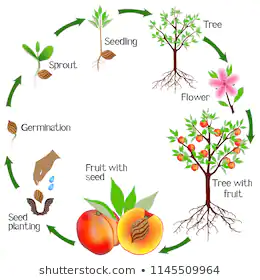 Tree
Seedling
Sprout
Flower
Germination
Fruit with
seed
Tree with
fruit
Seed
planting
shutterstock.com • 1145509964